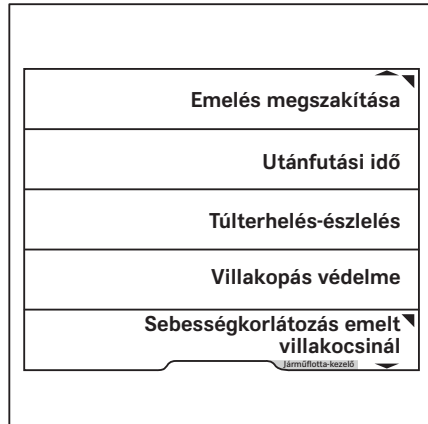 Emelés megszakítása
Utánfutási idő
Túlterhelés-észlelés
Villakopás védelme
Sebességkorlátozás emelt
villakocsinál
Járműflotta-kezelő